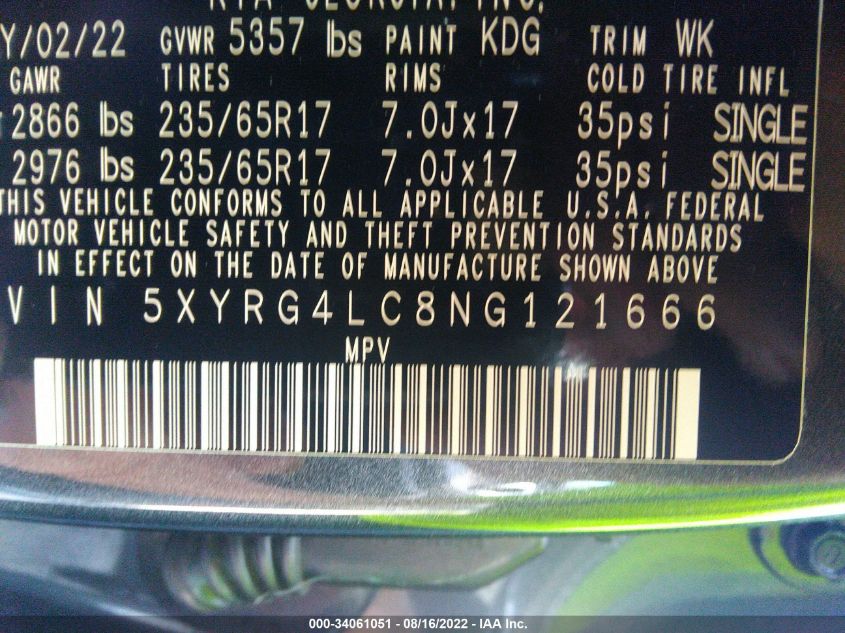 KIA GEORGIA, INC.
Y/02/22 GVWR 5357 lbs PAINT KDG TRIM WK
GAWR TIRES RIMS COLD TIRE INFL
2866 lbs 235/65R17 7.0Jx17 35psi SINGLE
2976 lbs 235/65R17 7.0Jx17 35psi SINGLE
THIS VEHICLE CONFORMS TO ALL APPLICABLE U.S.A. FEDERAL
MOTOR VEHICLE SAFETY AND THEFT PREVENTION STANDARDS
IN EFFECT ON THE DATE OF MANUFACTURE SHOWN ABOVE
VIN 5XYRG4LC8NG121666
MPV
000-34061051 — 08/16/2022 — IAA Inc.